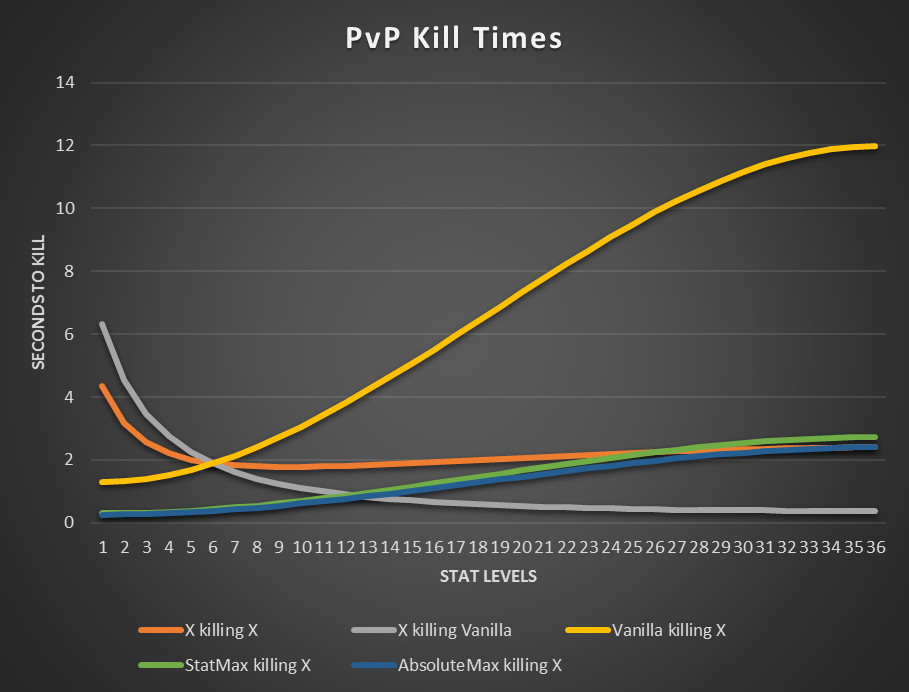 PvP Kill Times
14
12
10
8
6
4
2
0
SECONDS TO KILL
1 2 3 4 5 6 7 8 9 10 11 12 13 14 15 16 17 18 19 20 21 22 23 24 25 26 27 28 29 30 31 32 33 34 35 36
STAT LEVELS
X killing X X killing Vanilla Vanilla killing X
StatMax killing X AbsoluteMax killing X